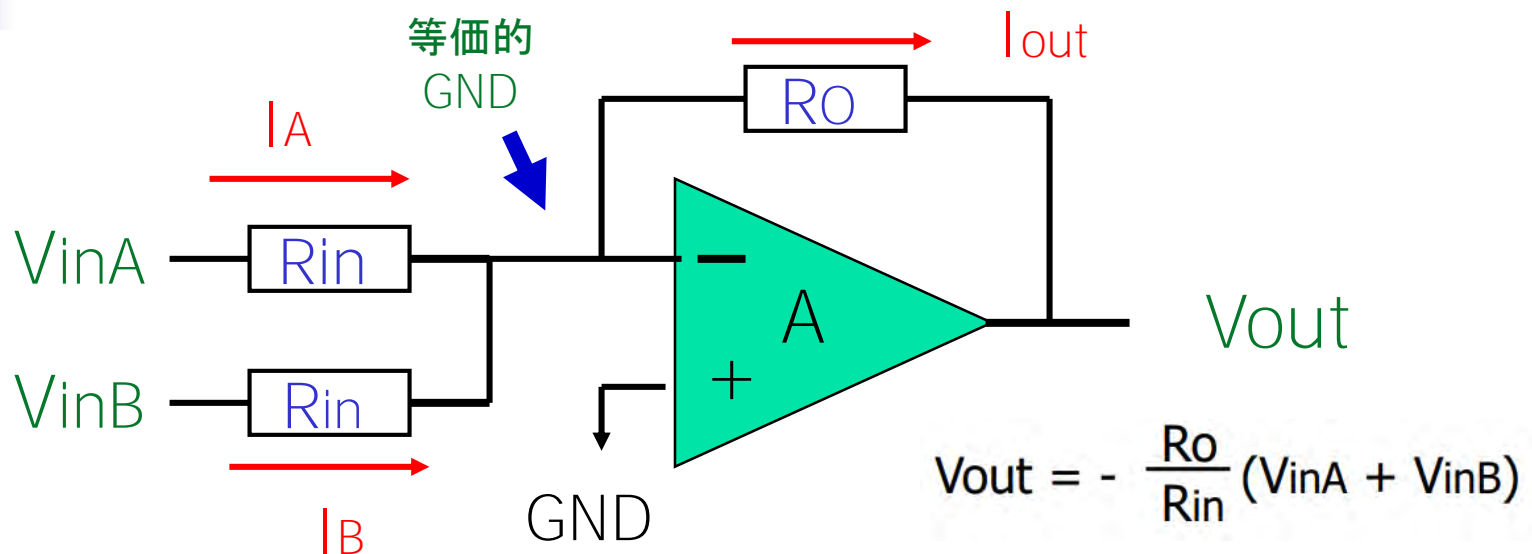 等価的
GND
Iout
Ro
IA
VinA
Rin
A
Vout
VinB
Rin
+
GND
IB
Vout = - Ro/Rin (VinA + VinB)